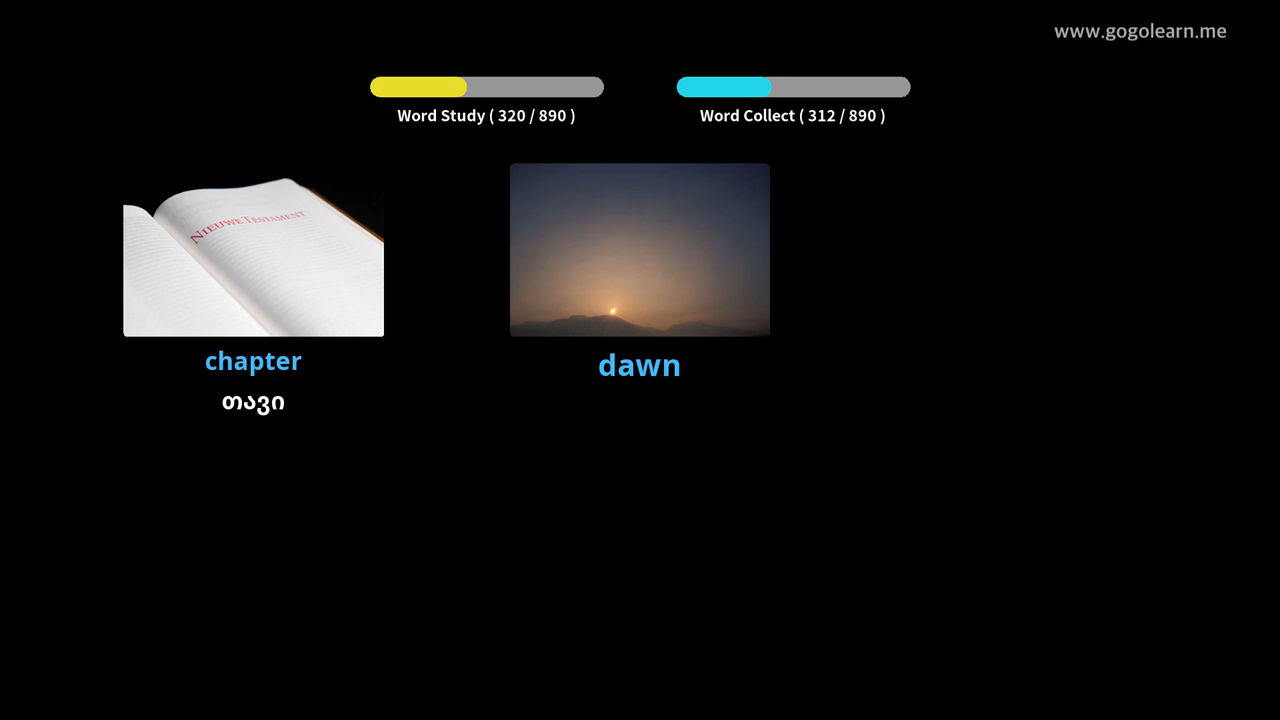 www.gogolearn.me
Word Study ( 320 / 890 )
Word Collect ( 312 / 890 )
NIEUWE TESTAMENT
chapter
თავი
dawn